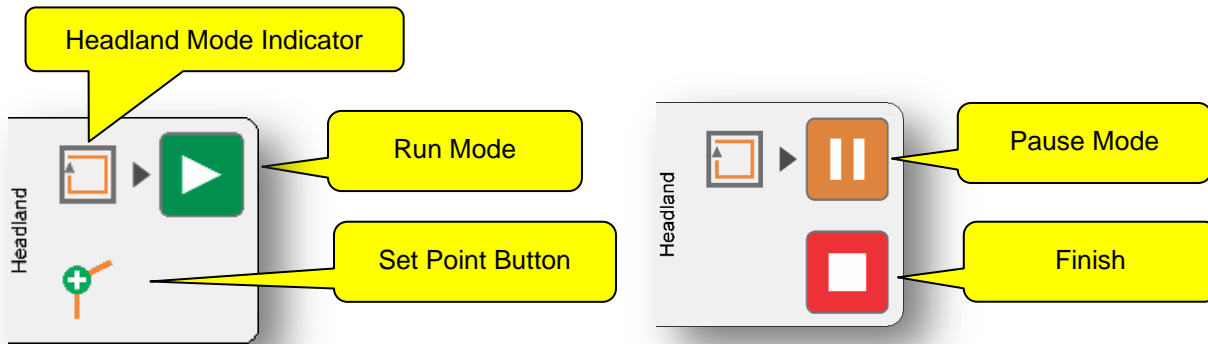 Headland Mode Indicator
Run Mode
Set Point Button
Headland
Pause Mode
Finish
Headland